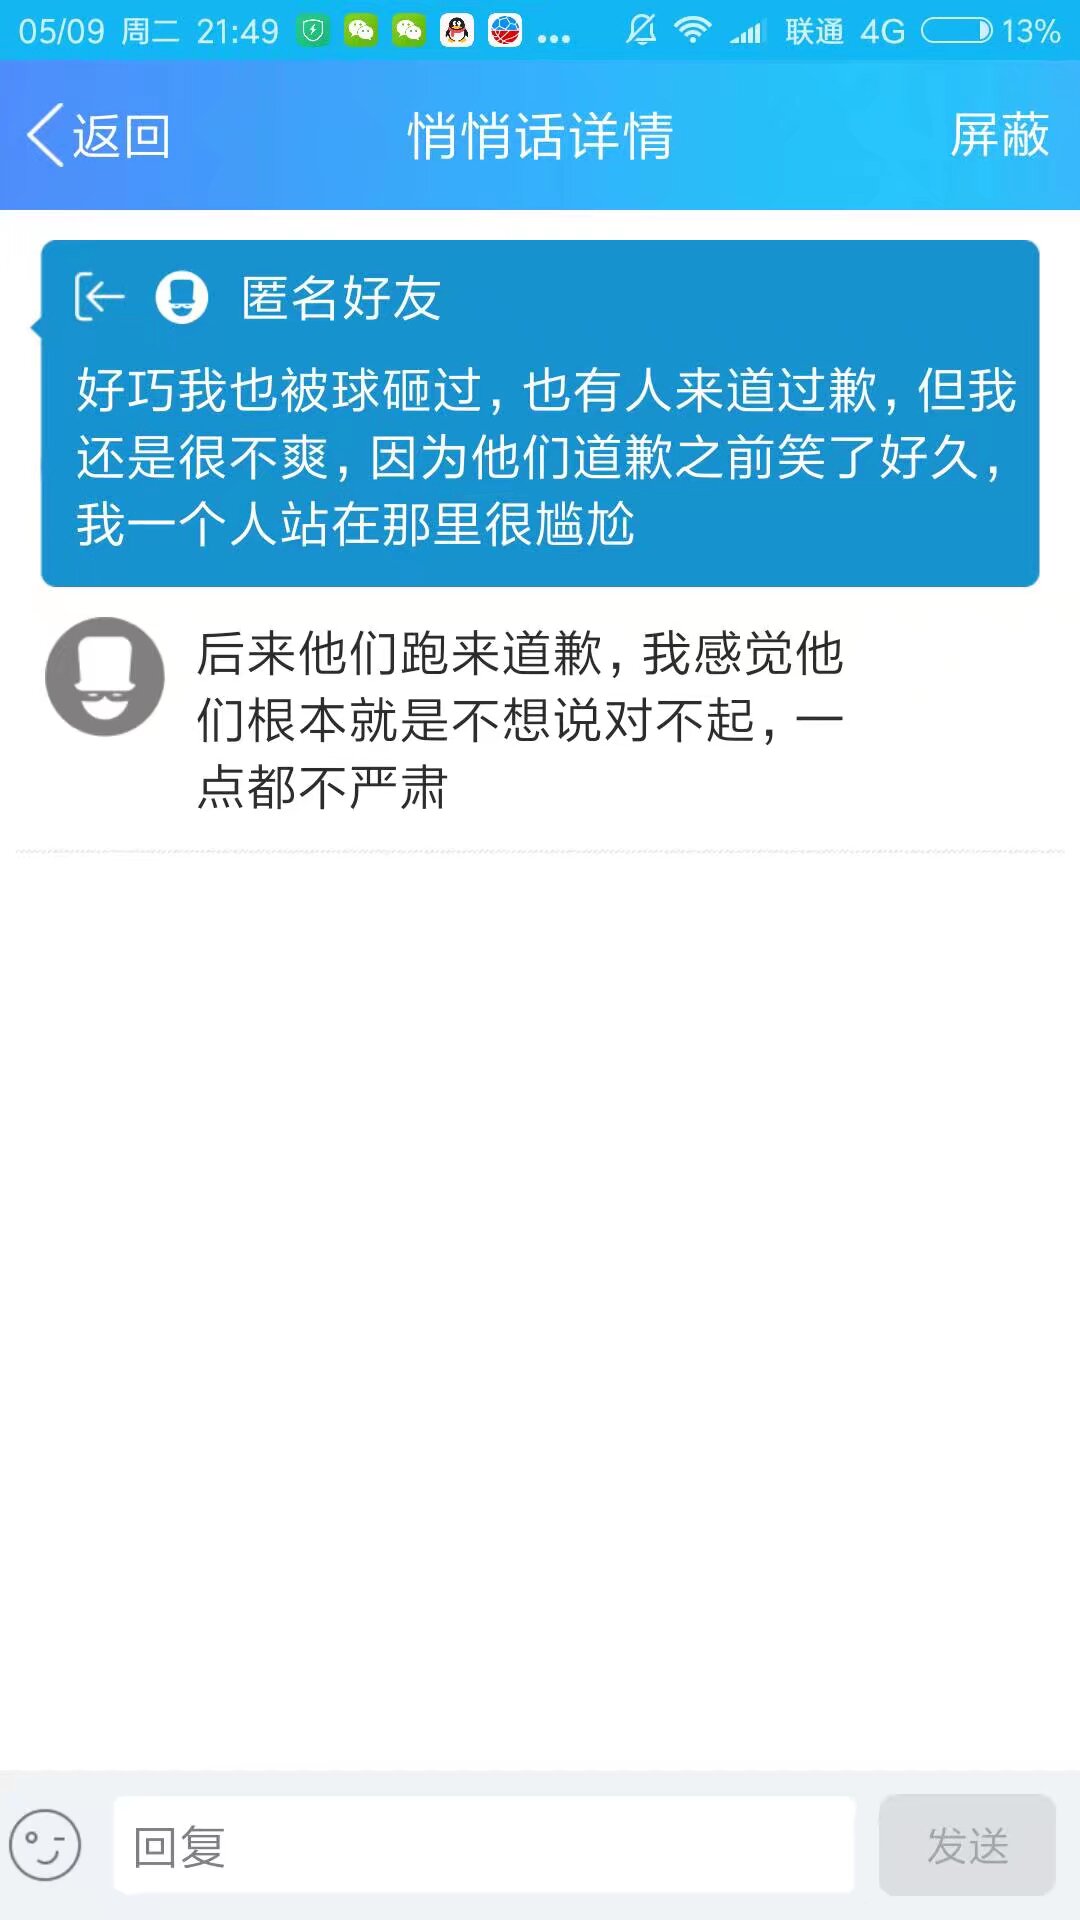 05/09 周二 21:49 ... 联通 4G 13%
返回 悄悄话详情 屏蔽
匿名好友
好巧我也被球砸过,也有人来道过歉,但我
还是很不爽,因为他们道歉之前笑了好久,
我一个人站在那里很尴尬
后来他们跑来道歉,我感觉他
们根本就是不想说对不起,一
点都不严肃
回复 发送